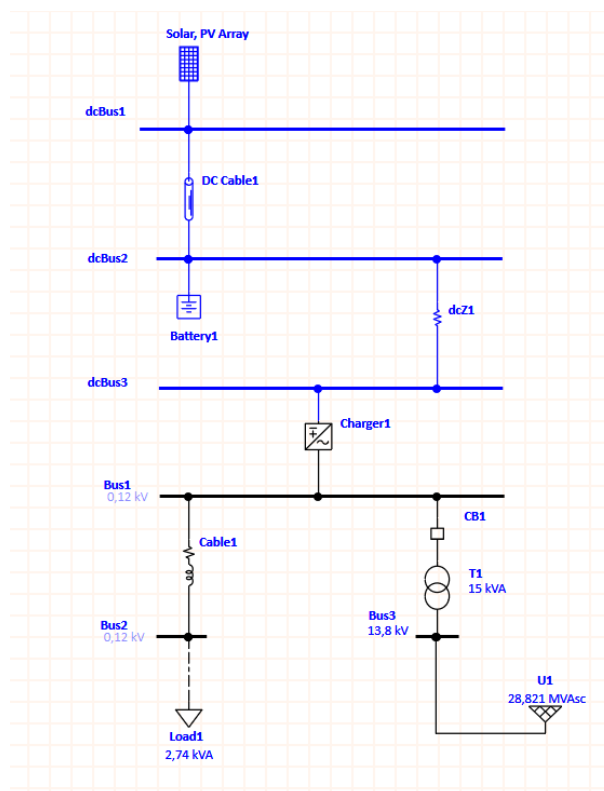 Solar, PV Array
dcBus1
DC Cable1
dcBus2
Battery1
dcZ1
dcBus3
Charger1
Bus1
0,12 kV
CB1
Cable1
T1
15 kVA
Bus2
0,12 kV
Bus3
13,8 kV
U1
28,821 MVAsc
Load1
2,74 kVA